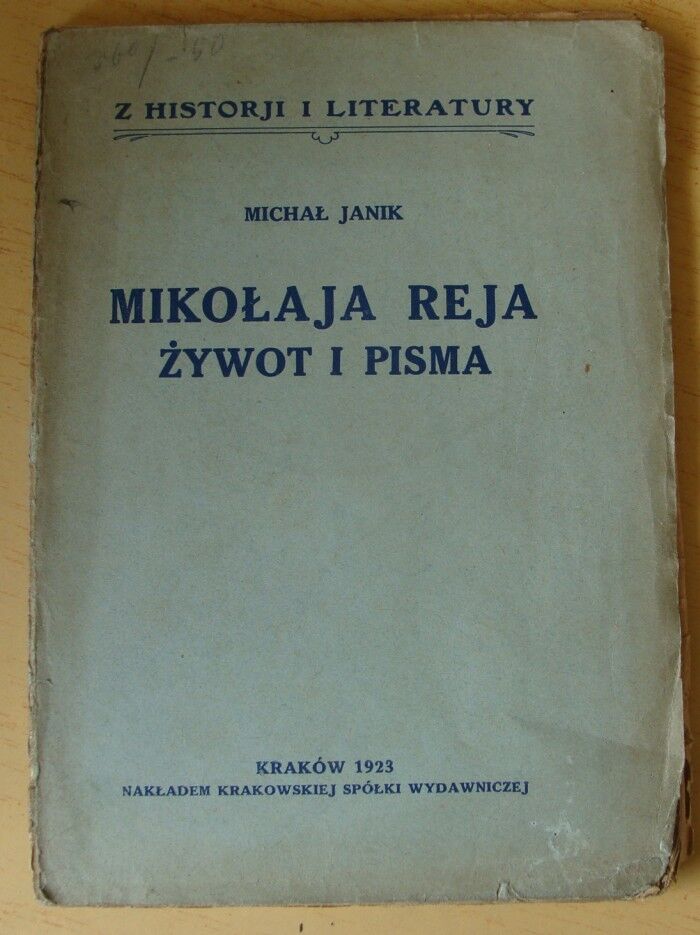 Z HISTORJI I LITERATURY
MICHAŁ JANIK
MIKOŁAJA REJA
ŻYWOT I PISMA
KRAKÓW 1923
NAKŁADEM KRAKOWSKIEJ SPÓŁKI WYDAWNICZEJ